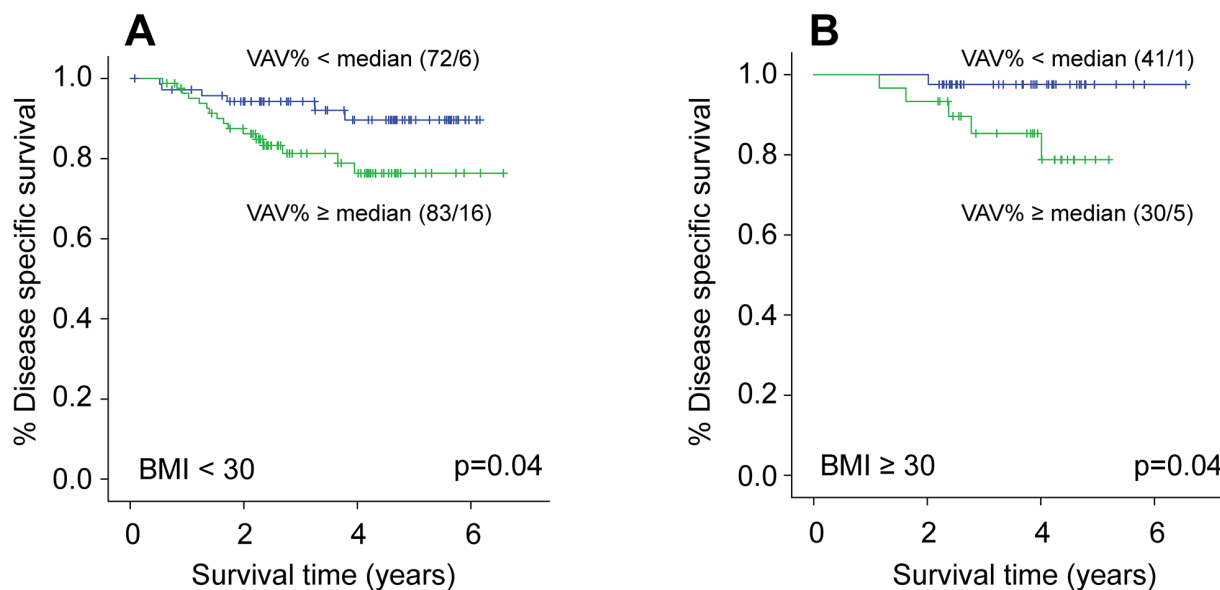 A
VAV% < median (72/6)
1.0
0.8
0.6
0.4
0.2
0.0
% Disease specific survival
VAV% ≥ median (83/16)
BMI < 30
p=0.04
0 2 4 6
Survival time (years)
B
VAV% < median (41/1)
1.0
0.8
0.6
0.4
0.2
0.0
% Disease specific survival
VAV% ≥ median (30/5)
BMI ≥ 30
p=0.04
0 2 4 6
Survival time (years)